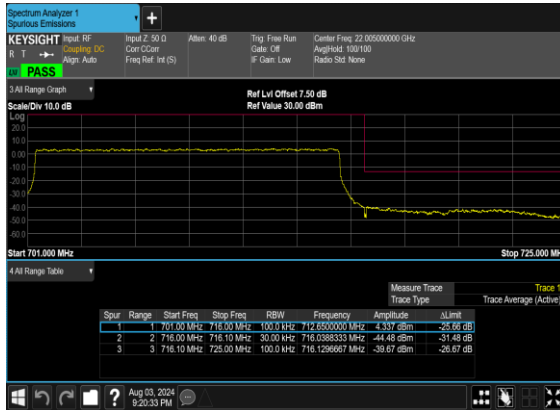 Spectrum Analyzer 1
Spurious Emissions
KEYSIGHT Input: RF Input Z: 50 Ω Atten: 40 dB Trig: Free Run Center Freq: 22.005000000 GHz
R T Coupling: DC Corr CCorr Gate: Off Avg|Hold: 100/100
Align: Auto Freq Ref: Int (S) IF Gain: Low Radio Std: None
LV PASS
3 All Range Graph
Ref Lvl Offset 7.50 dB
Scale/Div 10.0 dB Ref Value 30.00 dBm
Log
20.0
10.0
0.00
-10.0
-20.0
-30.0
-40.0
-50.0
-60.0
Start 701.000 MHz Stop 725.000 MH
4 All Range Table
Measure Trace Trace 1
Trace Type Trace Average (Active)
Spur Range Start Freq Stop Freq RBW Frequency Amplitude ΔLimit
1 1 701.00 MHz 716.00 MHz 100.0 kHz 712.6500000 MHz 4.337 dBm -25.66 dB
2 2 716.00 MHz 716.10 MHz 30.00 kHz 716.0388333 MHz -44.48 dBm -31.48 dB
3 3 716.10 MHz 725.00 MHz 100.0 kHz 716.1296667 MHz -39.67 dBm -26.67 dB
Aug 03, 2024
9:20:33 PM